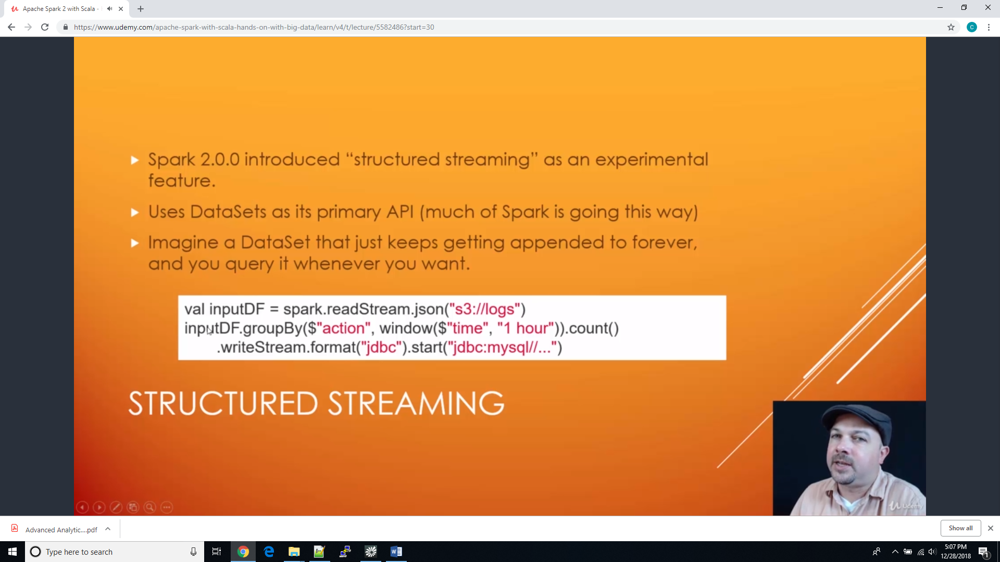 Apache Spark 2 with Scala -
https://www.udemy.com/apache-spark-with-scala-hands-on-with-big-data/learn/v4/t/lecture/5582486?start=30
C
Spark 2.0.0 introduced “structured streaming” as an experimental
feature.
Uses DataSets as its primary API (much of Spark is going this way)
Imagine a DataSet that just keeps getting appended to forever,
and you query it whenever you want.
val inputDF = spark.readStream.json("s3://logs")
inputDF.groupBy($"action", window($"time", "1 hour")).count()
.writeStream.format("jdbc").start("jdbc:mysql//...")
STRUCTURED STREAMING
Udemy
Advanced Analytic....pdf
Show all
Type here to search
5:07 PM
12/28/2018
1